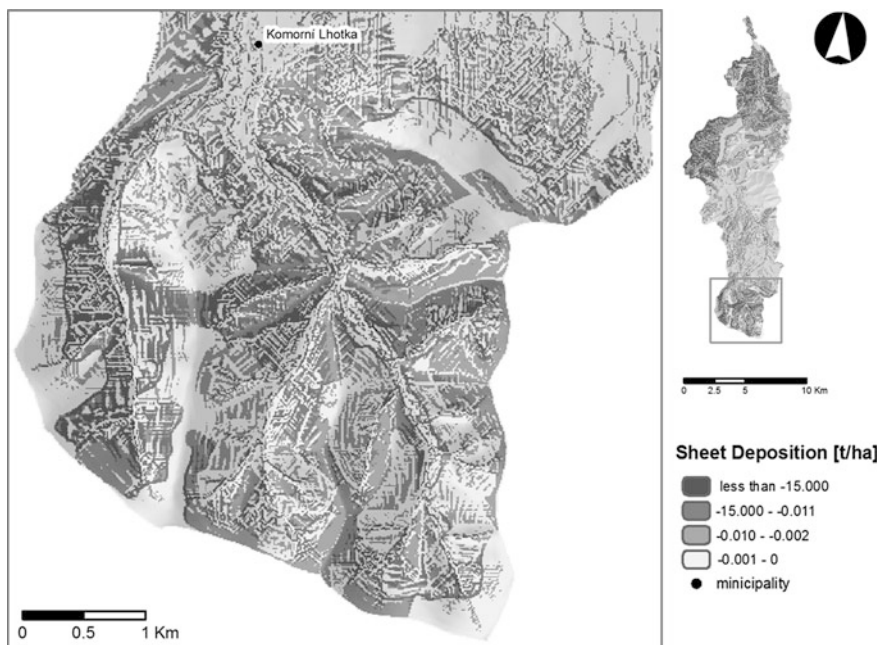 Komorní Lhotka
0 0.5 1 Km
0 2.5 5 10 Km
Sheet Deposition [t/ha]
less than -15.000
-15.000 - -0.011
-0.010 - -0.002
-0.001 - 0
minicipality